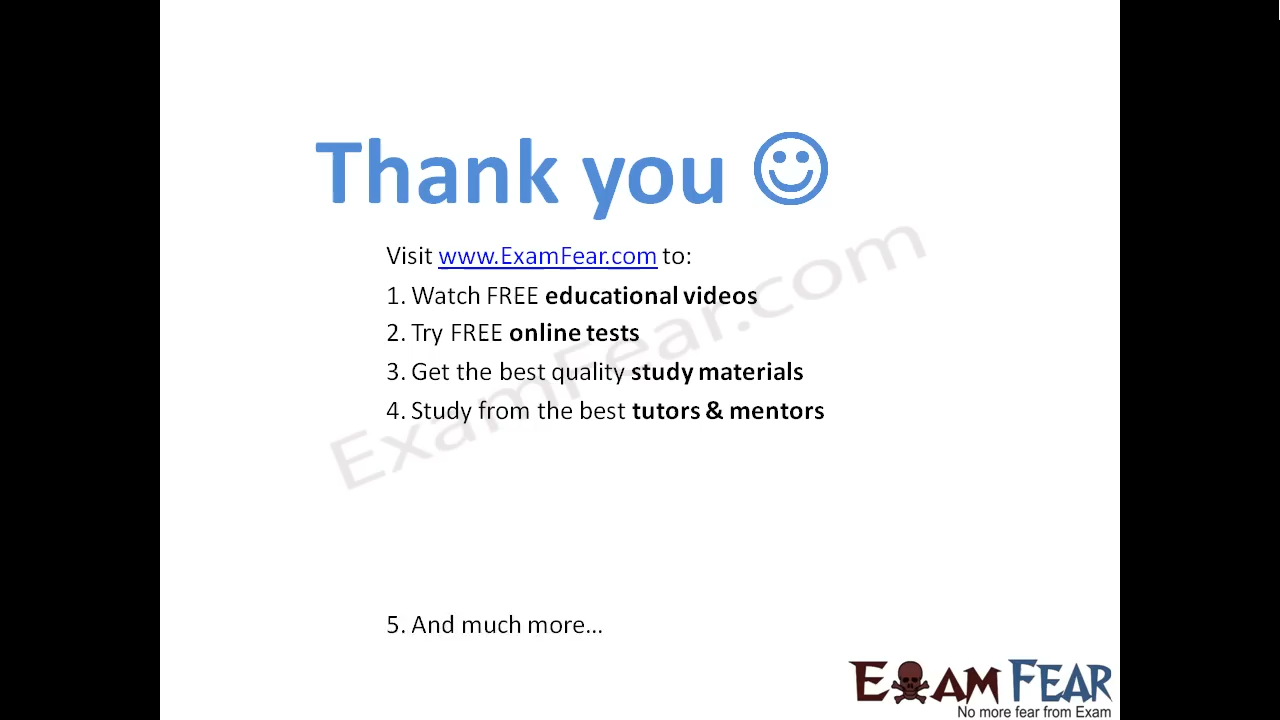 Thank you
Visit www.ExamFear.com to:
1. Watch FREE educational videos
2. Try FREE online tests
3. Get the best quality study materials
4. Study from the best tutors & mentors
ExamFear.com
5. And much more...
EXAM FEAR
No more fear from Exam